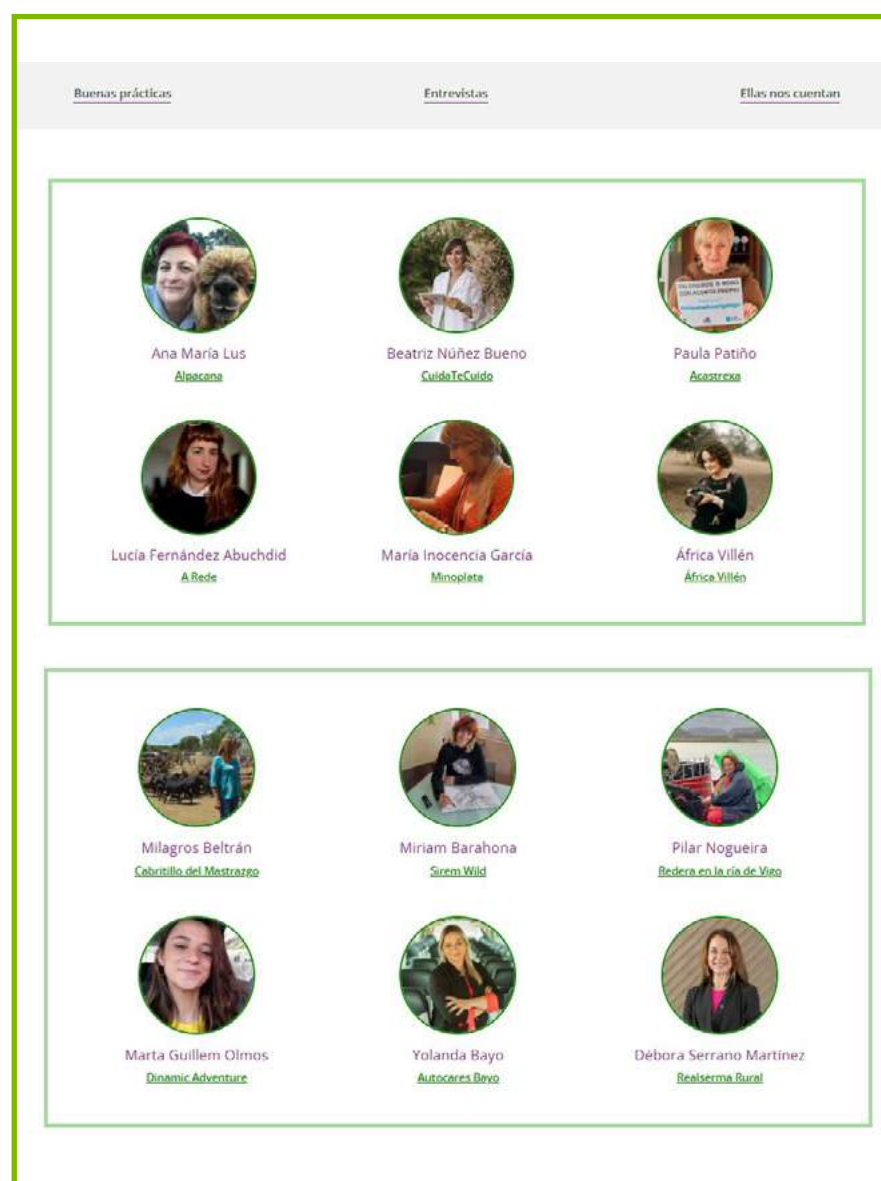 Buenas prácticas
Entrevistas
Ellas nos cuentan
Ana María Lus
Beatriz Núñez Bueno
Paula Patiño
Alpacana
CuidaTeCuido
Acastrexa
Lucía Fernández Abuchdid
María Inocencia García
África Villén
A Rede
Minoplata
África Villén
Milagros Beltrán
Miriam Barahona
Pilar Nogueira
Cabritillo del Mastrazgo
Sirem Wild
Redera en la ría de Vigo
Marta Guillem Olmos
Yolanda Bayo
Débora Serrano Martínez
Dinamic Adventure
Autocares Bayo
Realserma Rural